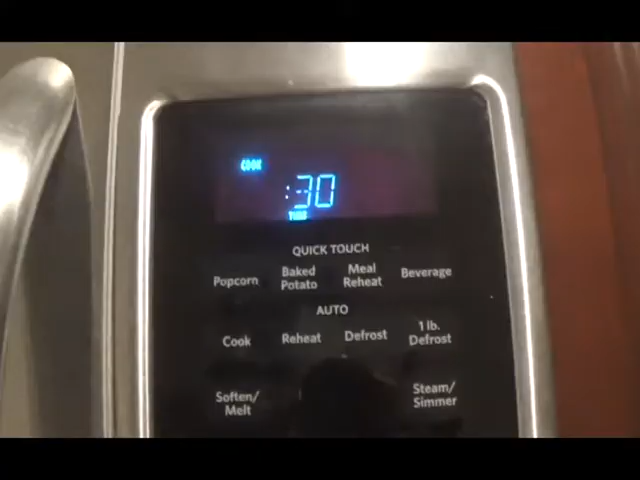 COOK
:30
TIME
QUICK TOUCH
Popcorn Baked Potato Meal Reheat Beverage
AUTO
Cook Reheat Defrost 1 lb. Defrost
Soften/ Melt Steam/ Simmer